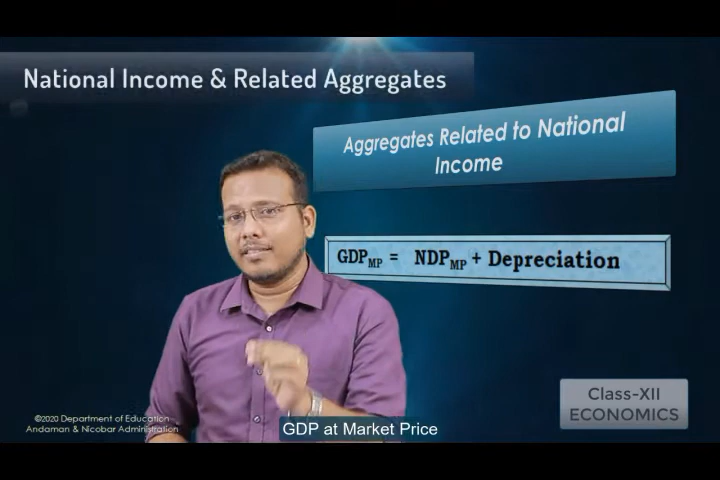 National Income & Related Aggregates
Aggregates Related to National
Income
GDPMP = NDPMP + Depreciation
Class-XII
ECONOMICS
©2020 Department of Education
Andaman & Nicobar Administration
GDP at Market Price